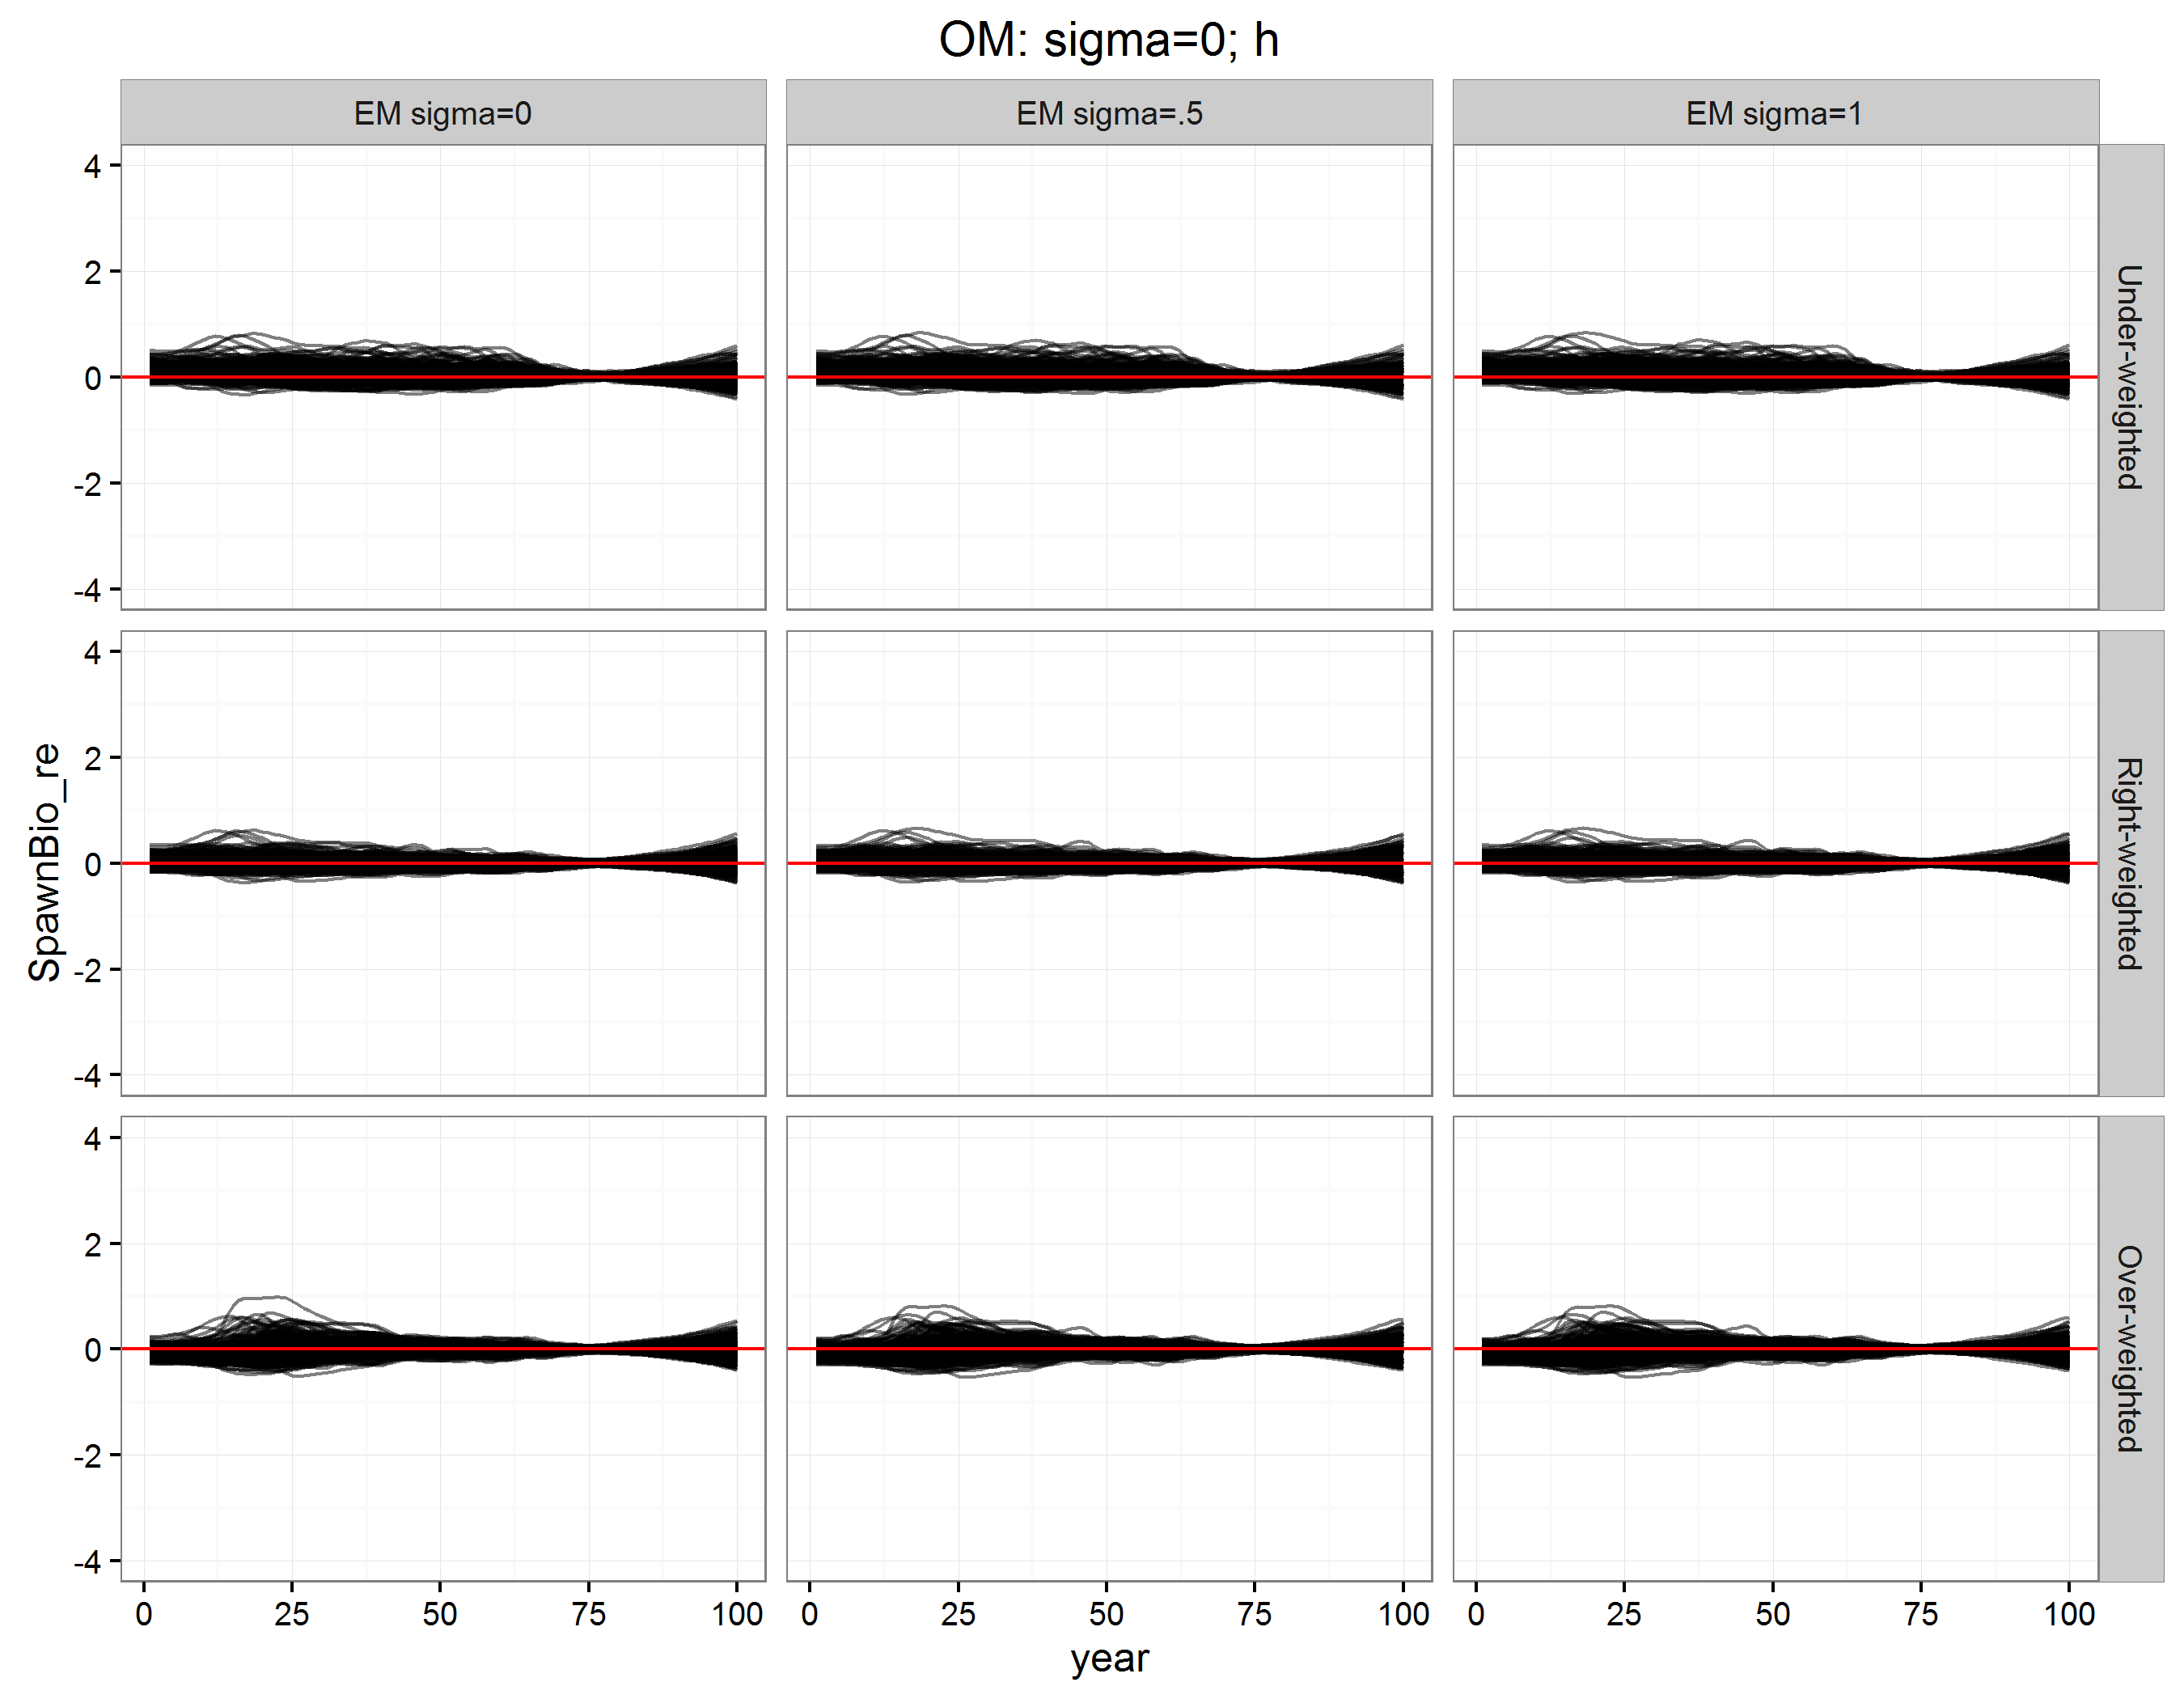 OM: sigma=0; h
EM sigma=0
EM sigma=.5
EM sigma=1
4
2
0
-2
-4
Under-weighted
4
2
0
-2
-4
Right-weighted
SpawnBio_re
4
2
0
-2
-4
Over-weighted
0 25 50 75 100
0 25 50 75 100
0 25 50 75 100
year